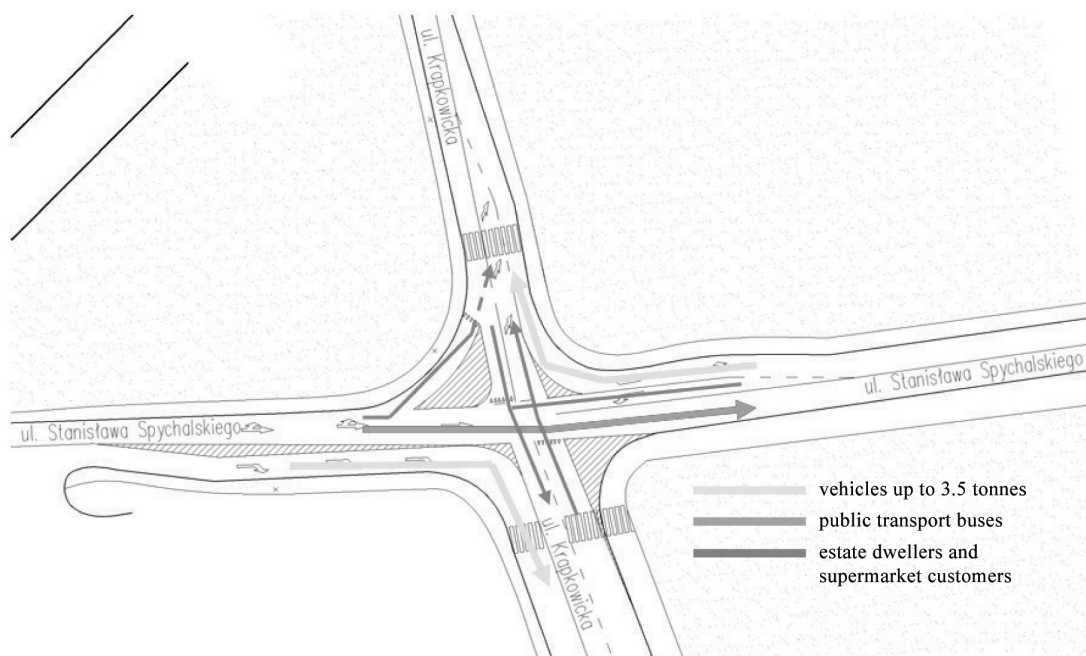 ul. Krapkowicka
ul. Stanisława Spychalskiego
ul. Stanisława Spychalskiego
ul. Krapkowicka
vehicles up to 3.5 tonnes
public transport buses
estate dwellers and
supermarket customers